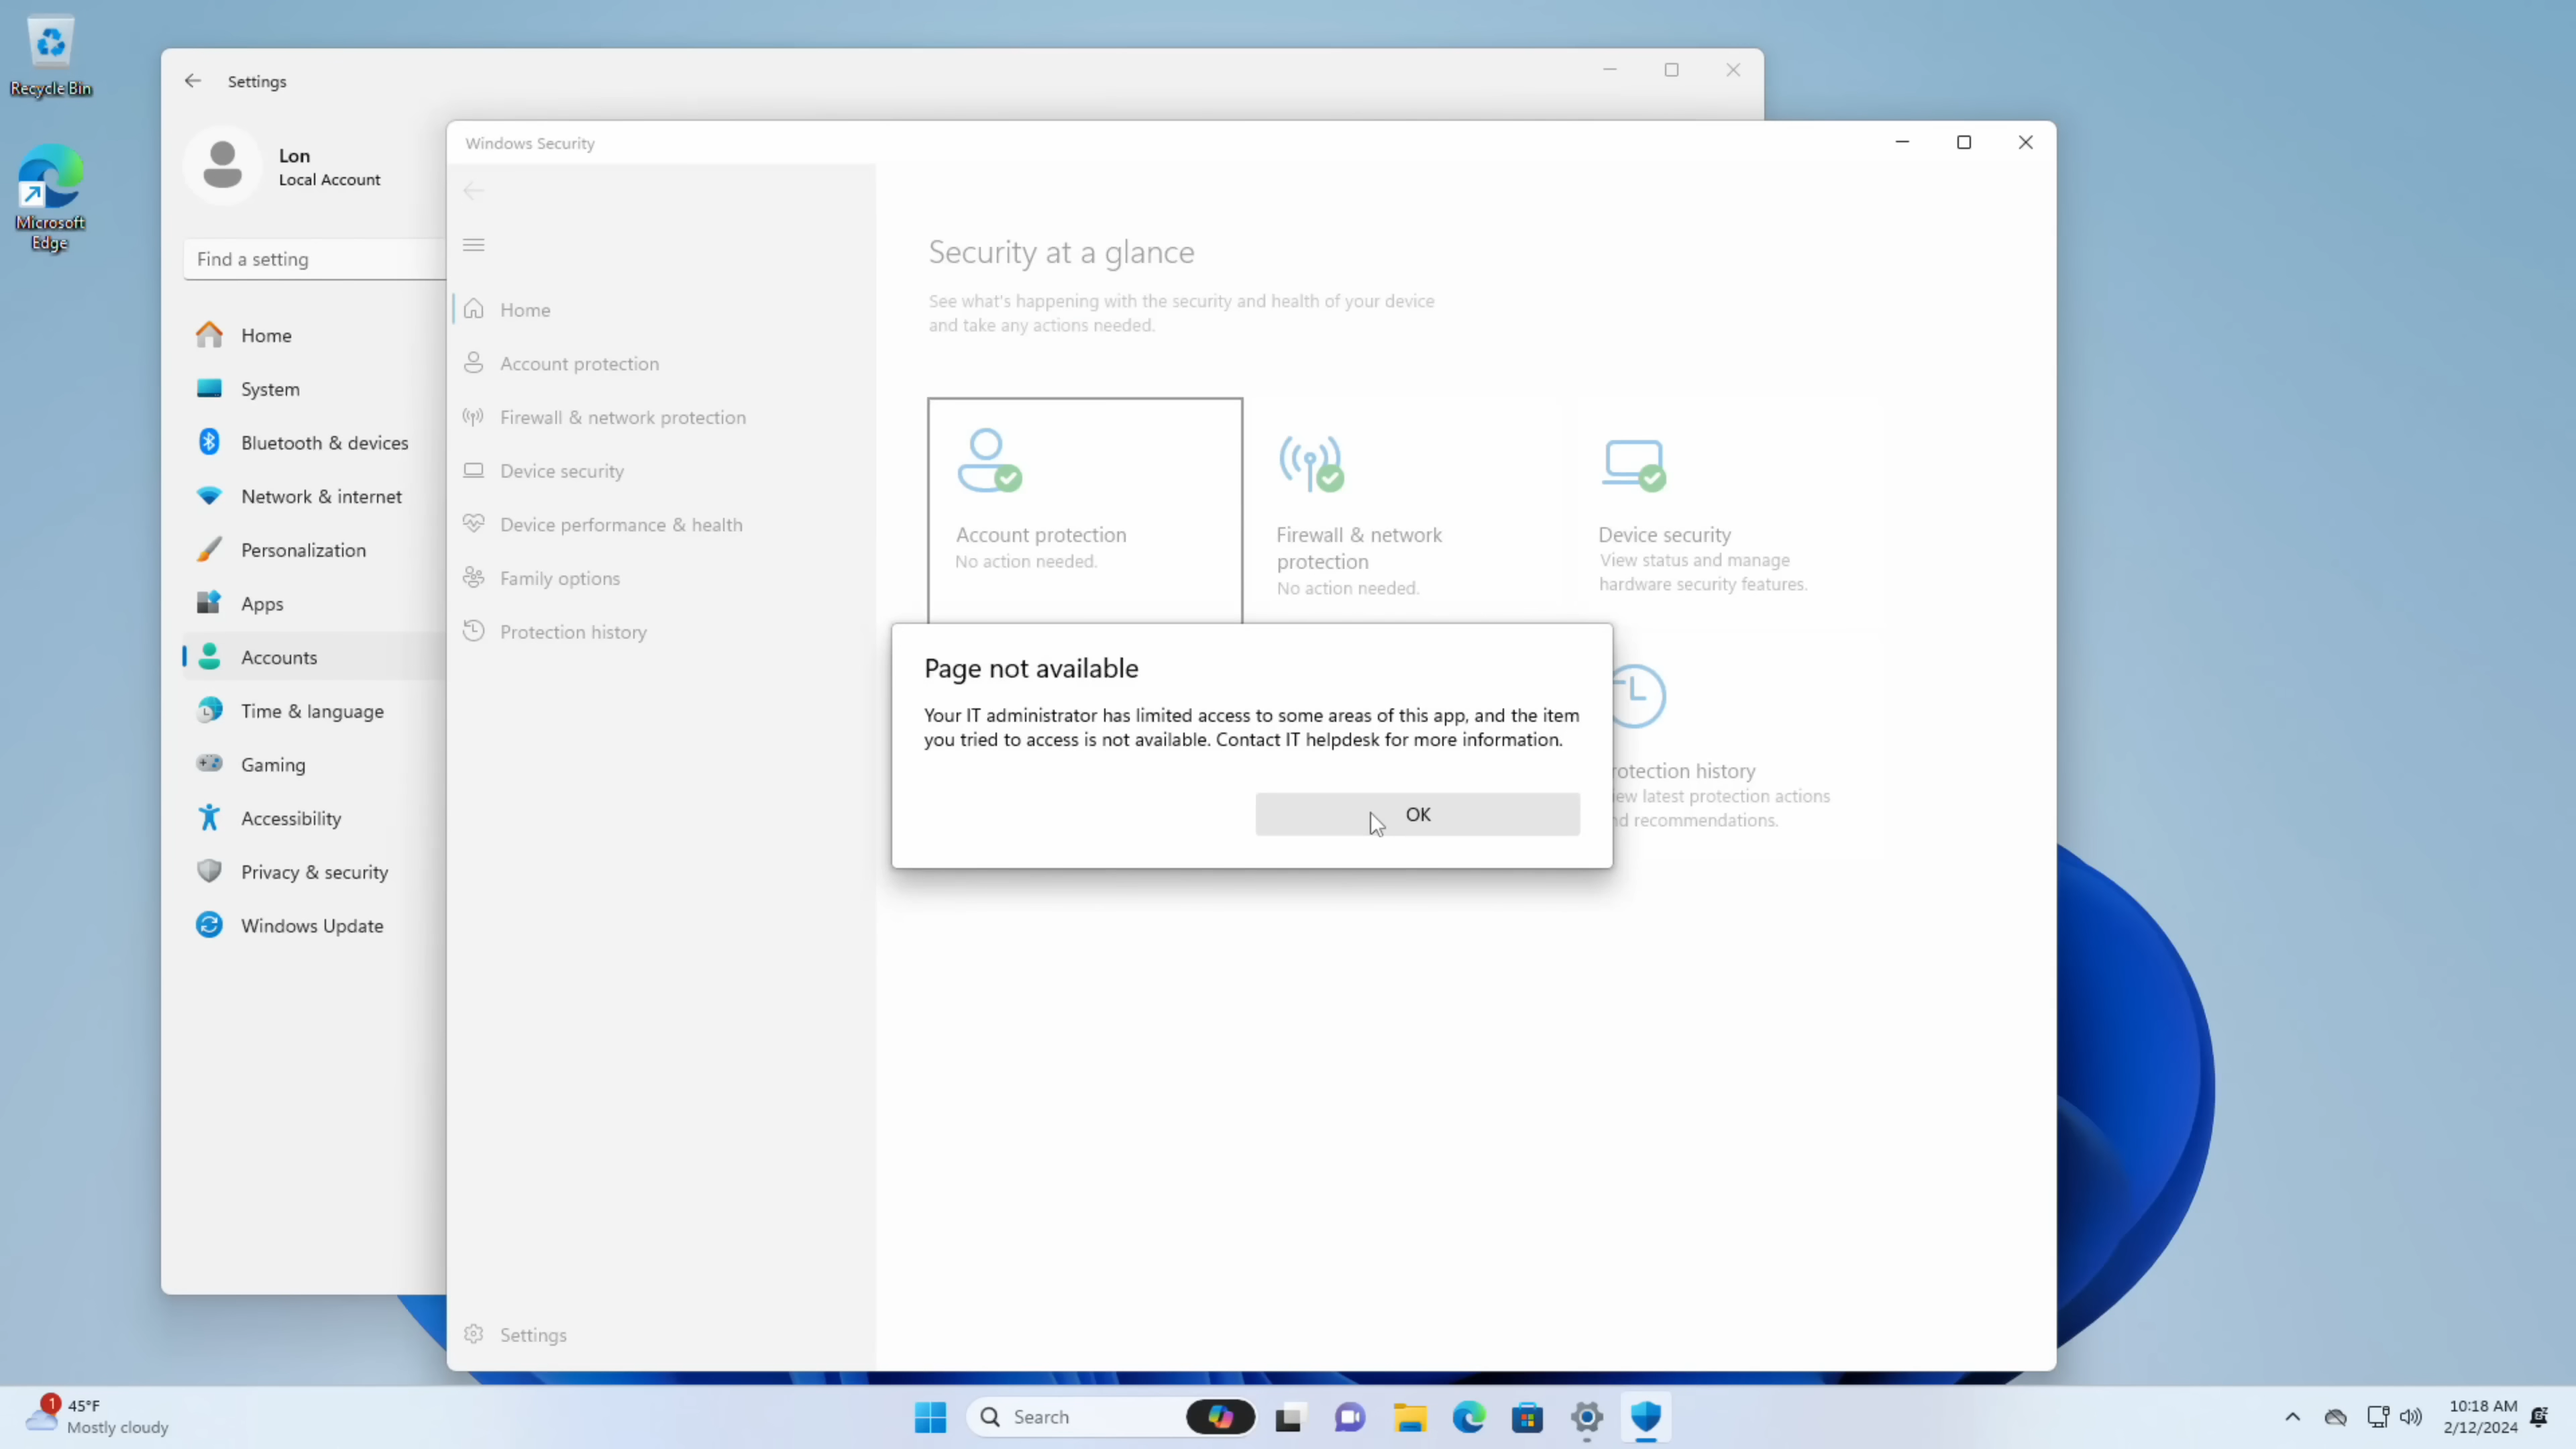 Recycle Bin
Microsoft
Edge
Settings
Lon
Local Account
Find a setting
Home
System
Bluetooth & devices
Network & internet
Personalization
Apps
Accounts
Time & language
Gaming
Accessibility
Privacy & security
Windows Update
Windows Security
Home
Account protection
Firewall & network protection
Device security
Device performance & health
Family options
Protection history
Settings
Security at a glance
See what's happening with the security and health of your device
and take any actions needed.
Account protection
No action needed.
Firewall & network
protection
No action needed.
Device security
View status and manage
hardware security features.
Page not available
Your IT administrator has limited access to some areas of this app, and the item
you tried to access is not available. Contact IT helpdesk for more information.
OK
rotection history
iew latest protection actions
nd recommendations.
1
45°F
Mostly cloudy
Search
10:18 AM
2/12/2024